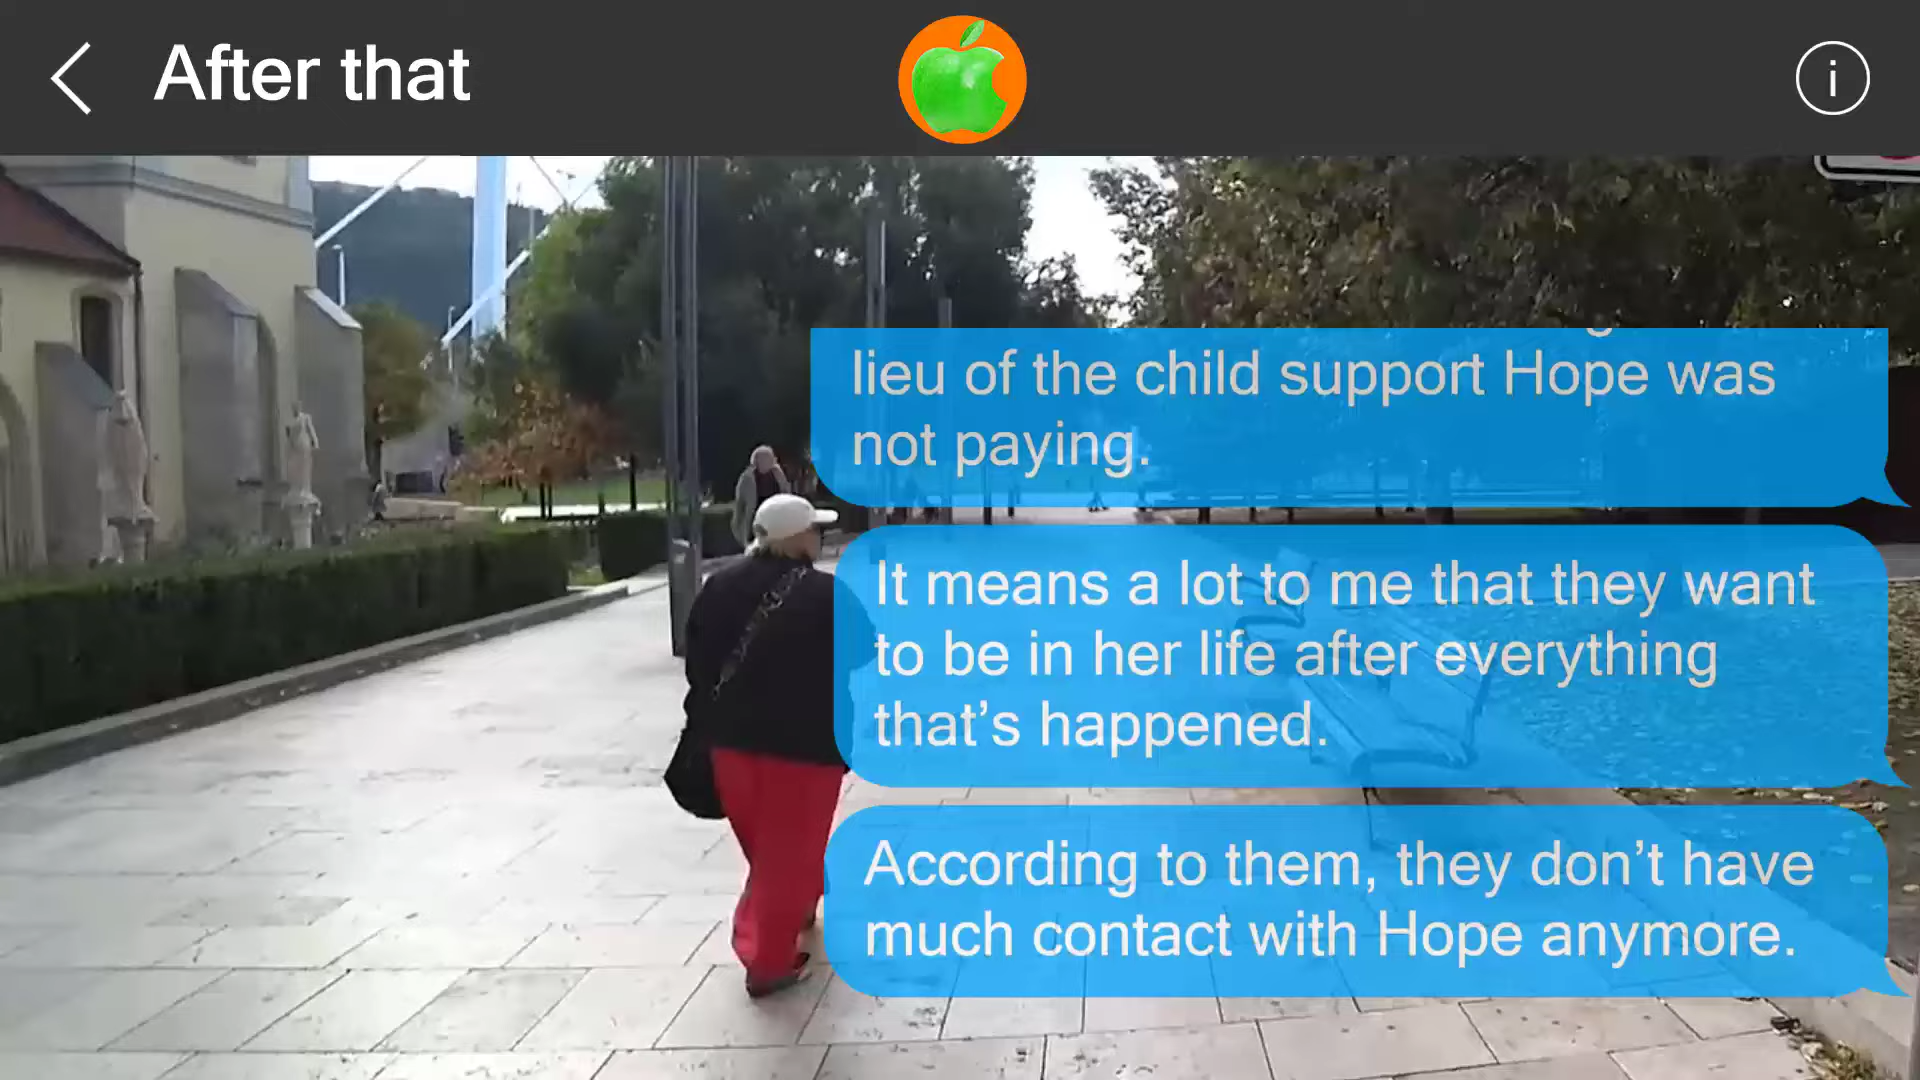 After that
i
lieu of the child support Hope was
not paying.
It means a lot to me that they want
to be in her life after everything
that’s happened.
According to them, they don’t have
much contact with Hope anymore.